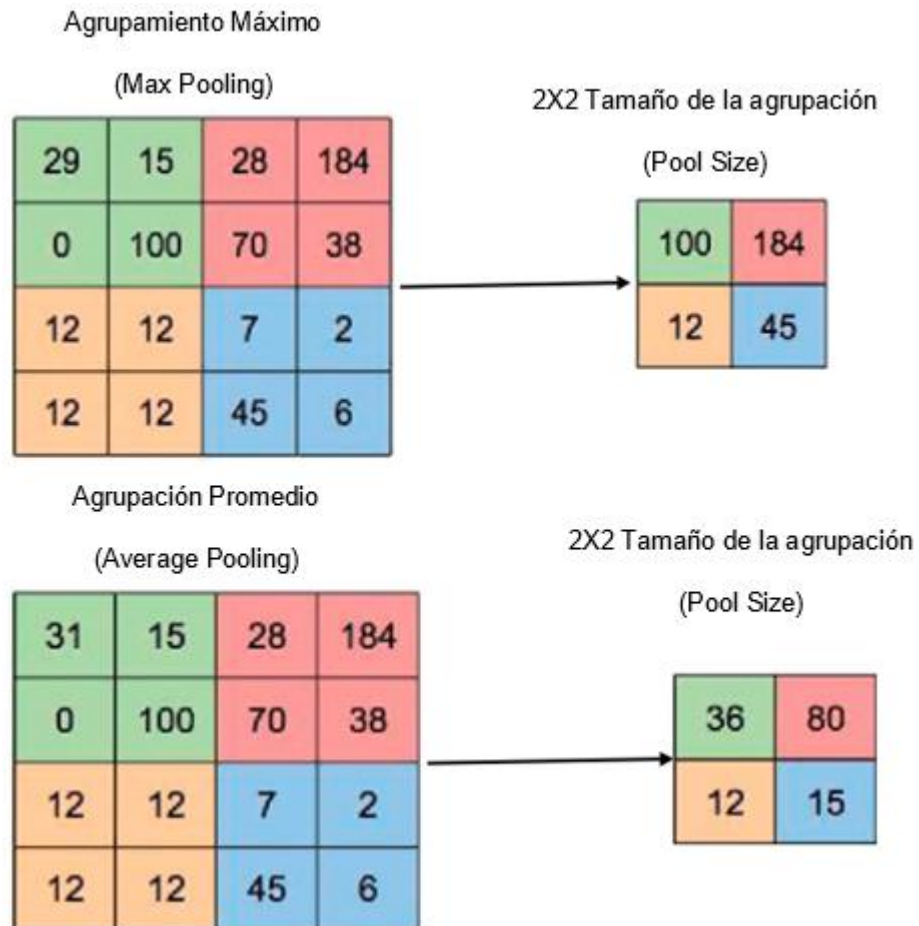 Agrupamiento Máximo
(Max Pooling)
2X2 Tamaño de la agrupación
(Pool Size)
29 15 28 184
0 100 70 38
12 12 7 2
12 12 45 6
100 184
12 45
Agrupación Promedio
(Average Pooling)
2X2 Tamaño de la agrupación
(Pool Size)
31 15 28 184
0 100 70 38
12 12 7 2
12 12 45 6
36 80
12 15